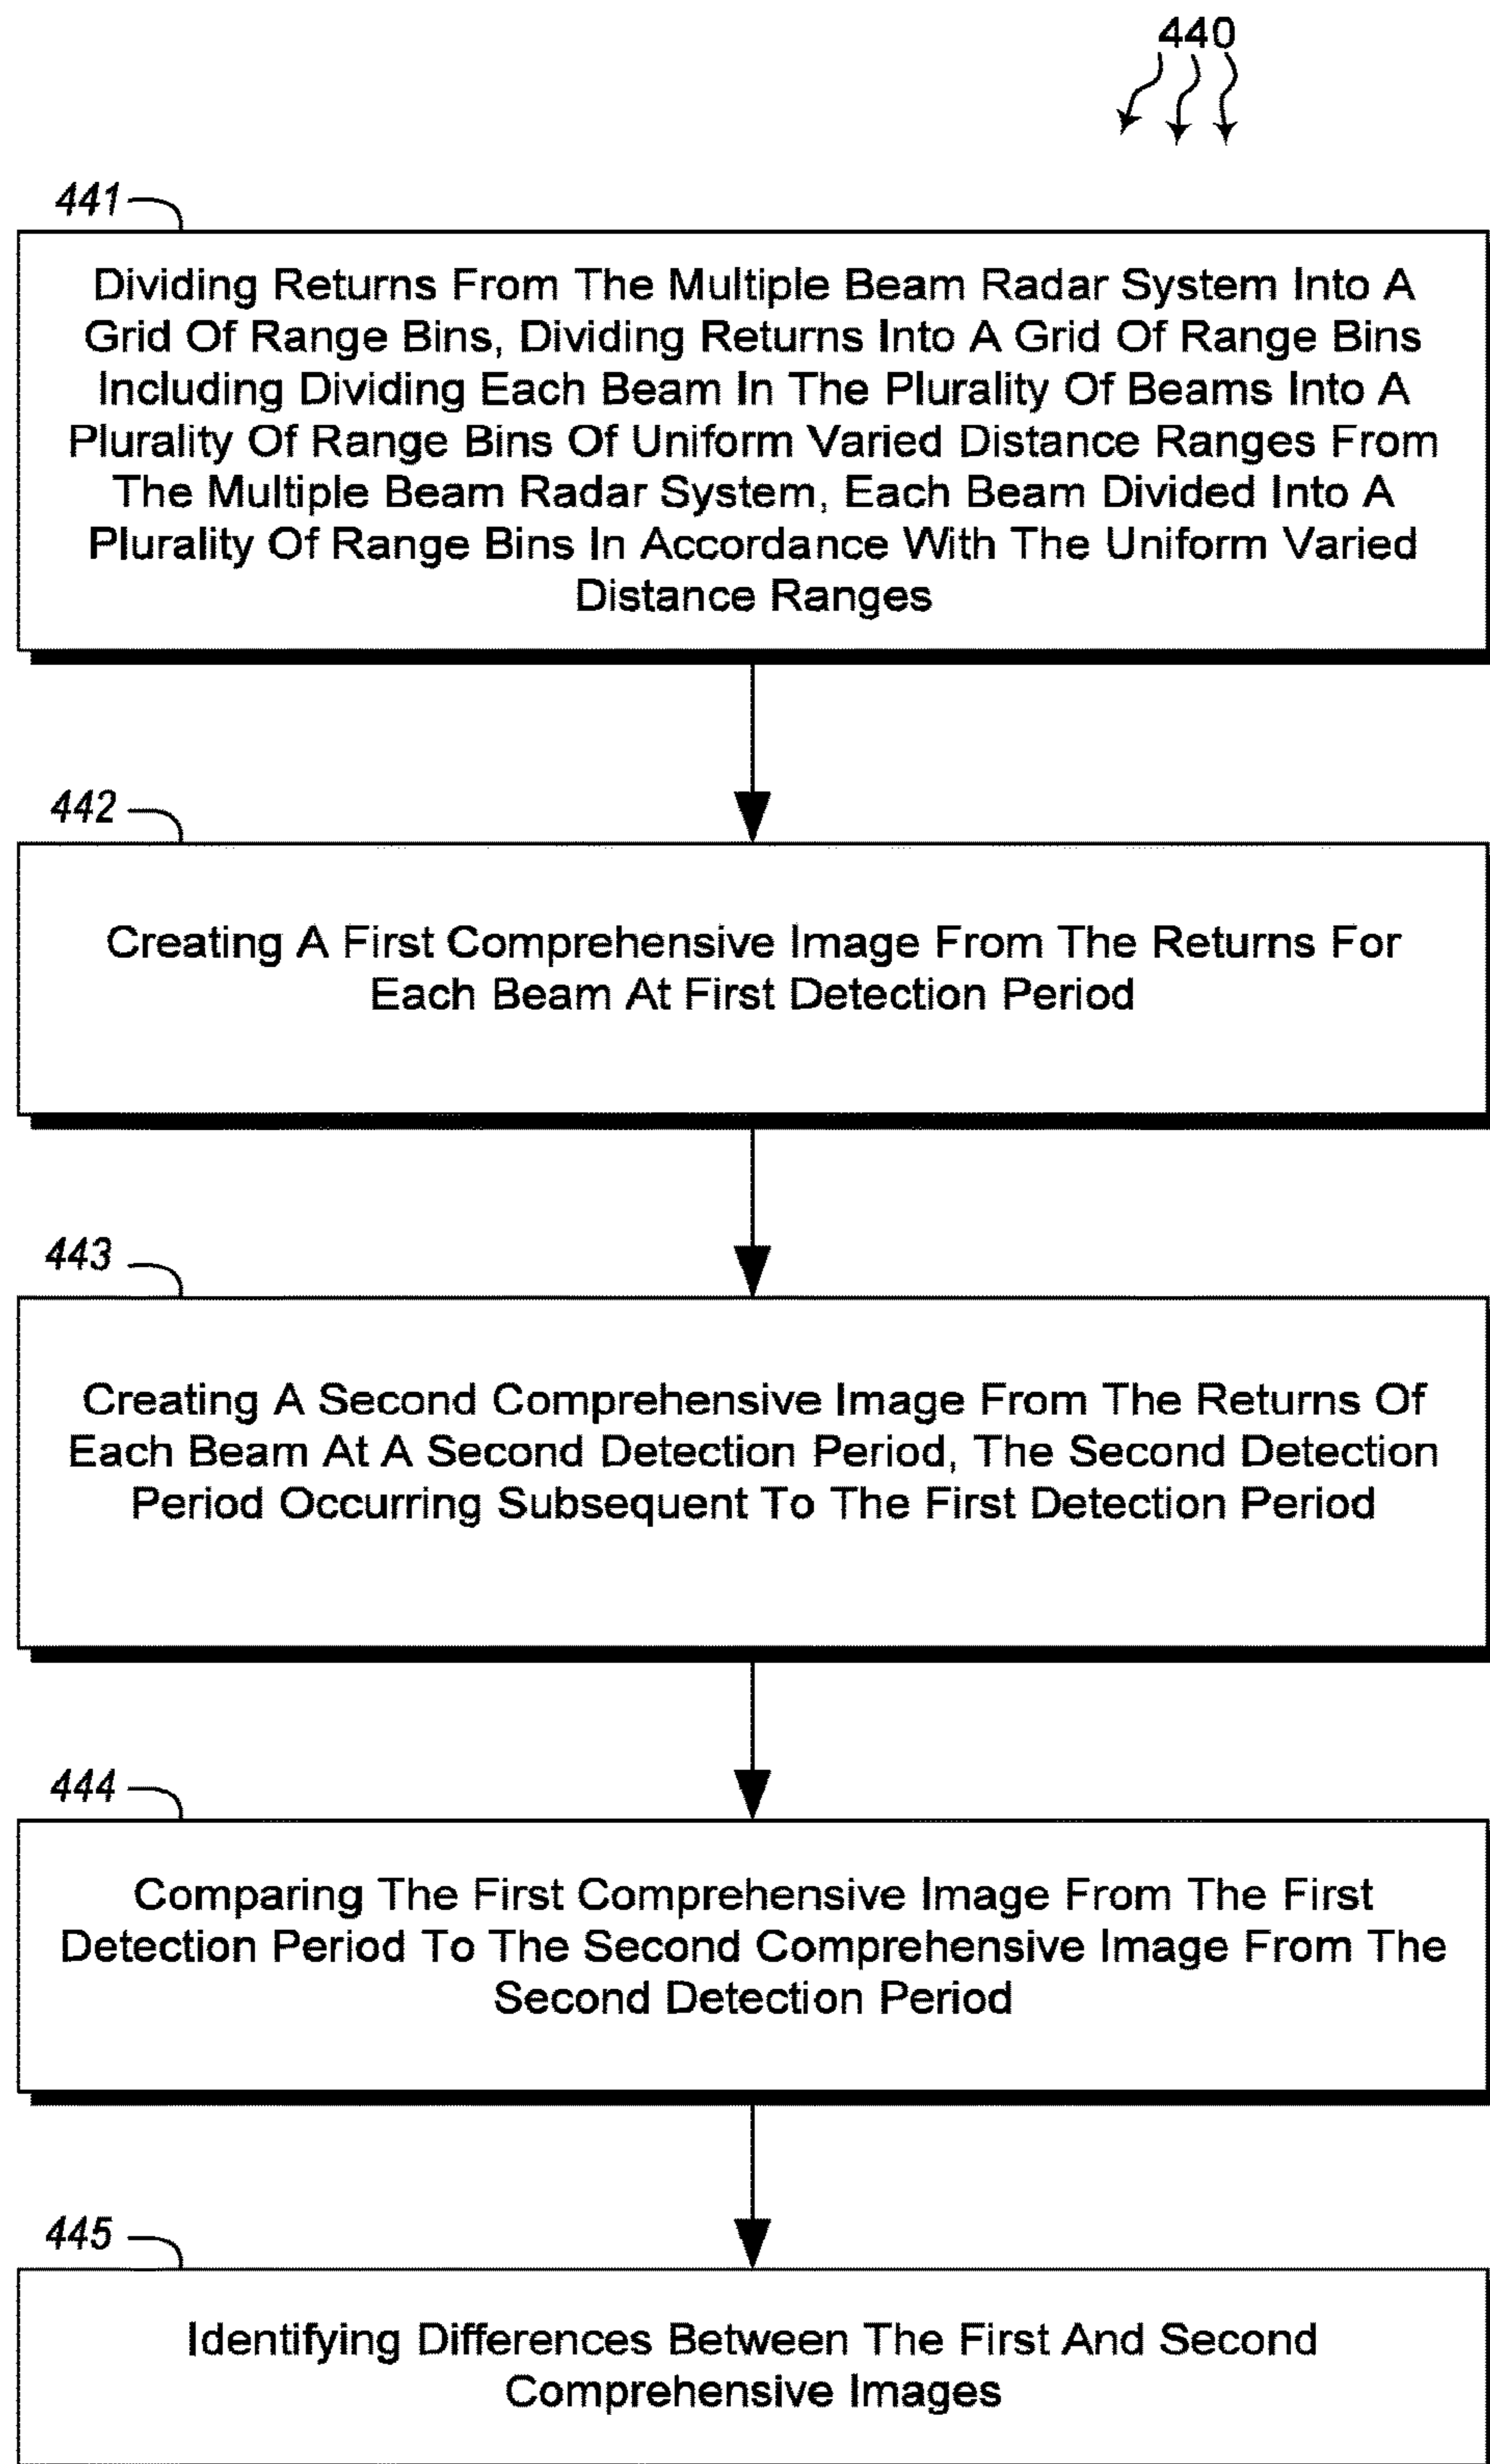 440
441
Dividing Returns From The Multiple Beam Radar System Into A
Grid Of Range Bins, Dividing Returns Into A Grid Of Range Bins
Including Dividing Each Beam In The Plurality Of Beams Into A
Plurality Of Range Bins Of Uniform Varied Distance Ranges From
The Multiple Beam Radar System, Each Beam Divided Into A
Plurality Of Range Bins In Accordance With The Uniform Varied
Distance Ranges
442
Creating A First Comprehensive Image From The Returns For
Each Beam At First Detection Period
443
Creating A Second Comprehensive Image From The Returns Of
Each Beam At A Second Detection Period, The Second Detection
Period Occurring Subsequent To The First Detection Period
444
Comparing The First Comprehensive Image From The First
Detection Period To The Second Comprehensive Image From The
Second Detection Period
445
Identifying Differences Between The First And Second
Comprehensive Images